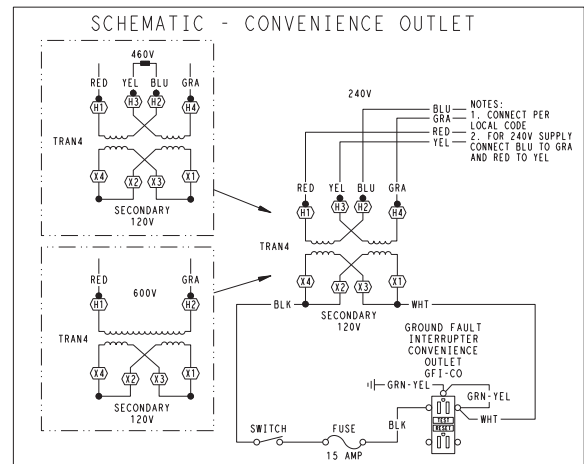 SCHEMATIC - CONVENIENCE OUTLET
460V
RED YEL BLU GRA
H1 H3 H2 H4
TRAN4
X4 X2 X3 X1
SECONDARY
120V
600V
RED GRA
H1 H2
TRAN4
X4 X2 X3 X1
SECONDARY
120V
240V
BLU
GRA
RED
YEL
NOTES:
1. CONNECT PER
LOCAL CODE
2. FOR 240V SUPPLY
CONNECT BLU TO GRA
AND RED TO YEL
RED YEL BLU GRA
H1 H3 H2 H4
TRAN4
X4 X2 X3 X1
BLK WHT
SECONDARY
120V
GROUND FAULT
INTERRUPTER
CONVENIENCE
OUTLET
GFI-CO
GRN-YEL GRN-YEL
WHT
TEST
RESET
BLK
SWITCH FUSE
15 AMP